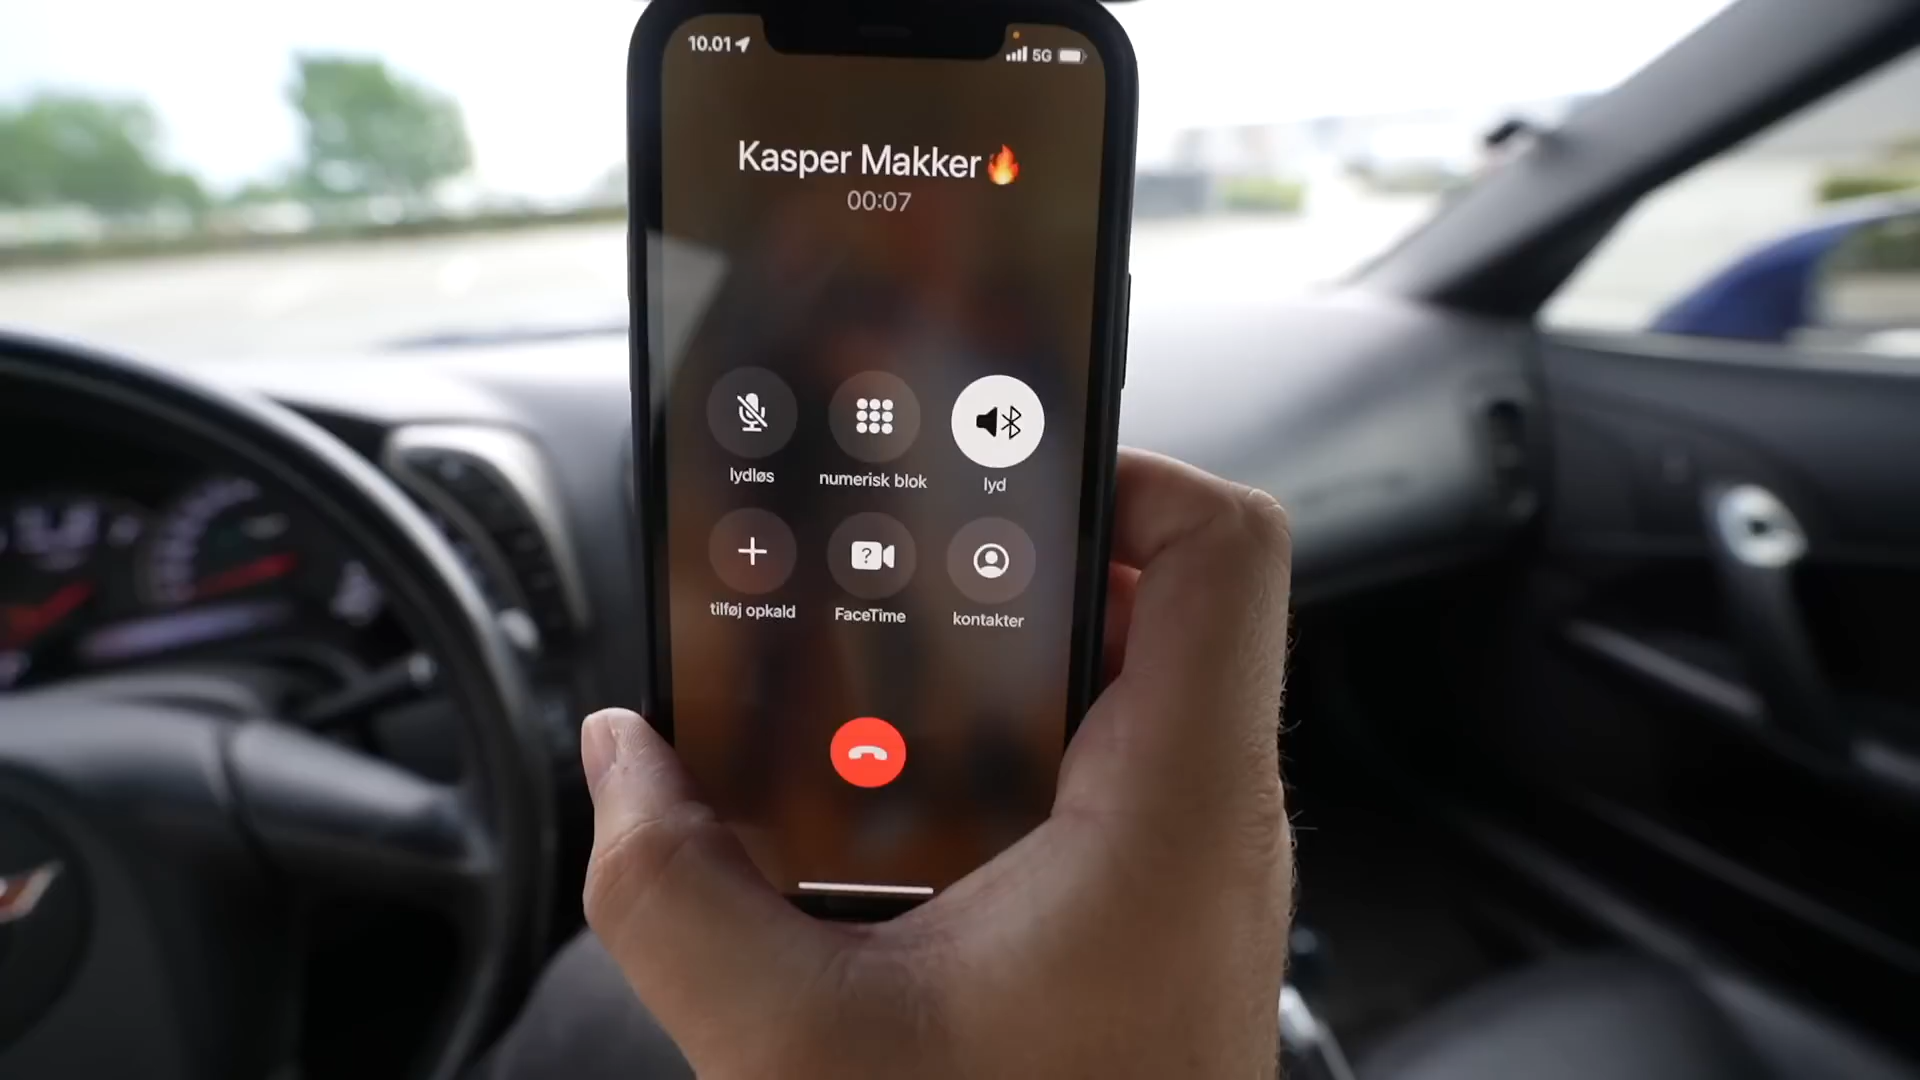 10.01
5G
Kasper Makker🔥
00:07
lydløs
numerisk blok
lyd
tilføj opkald
FaceTime
kontakter